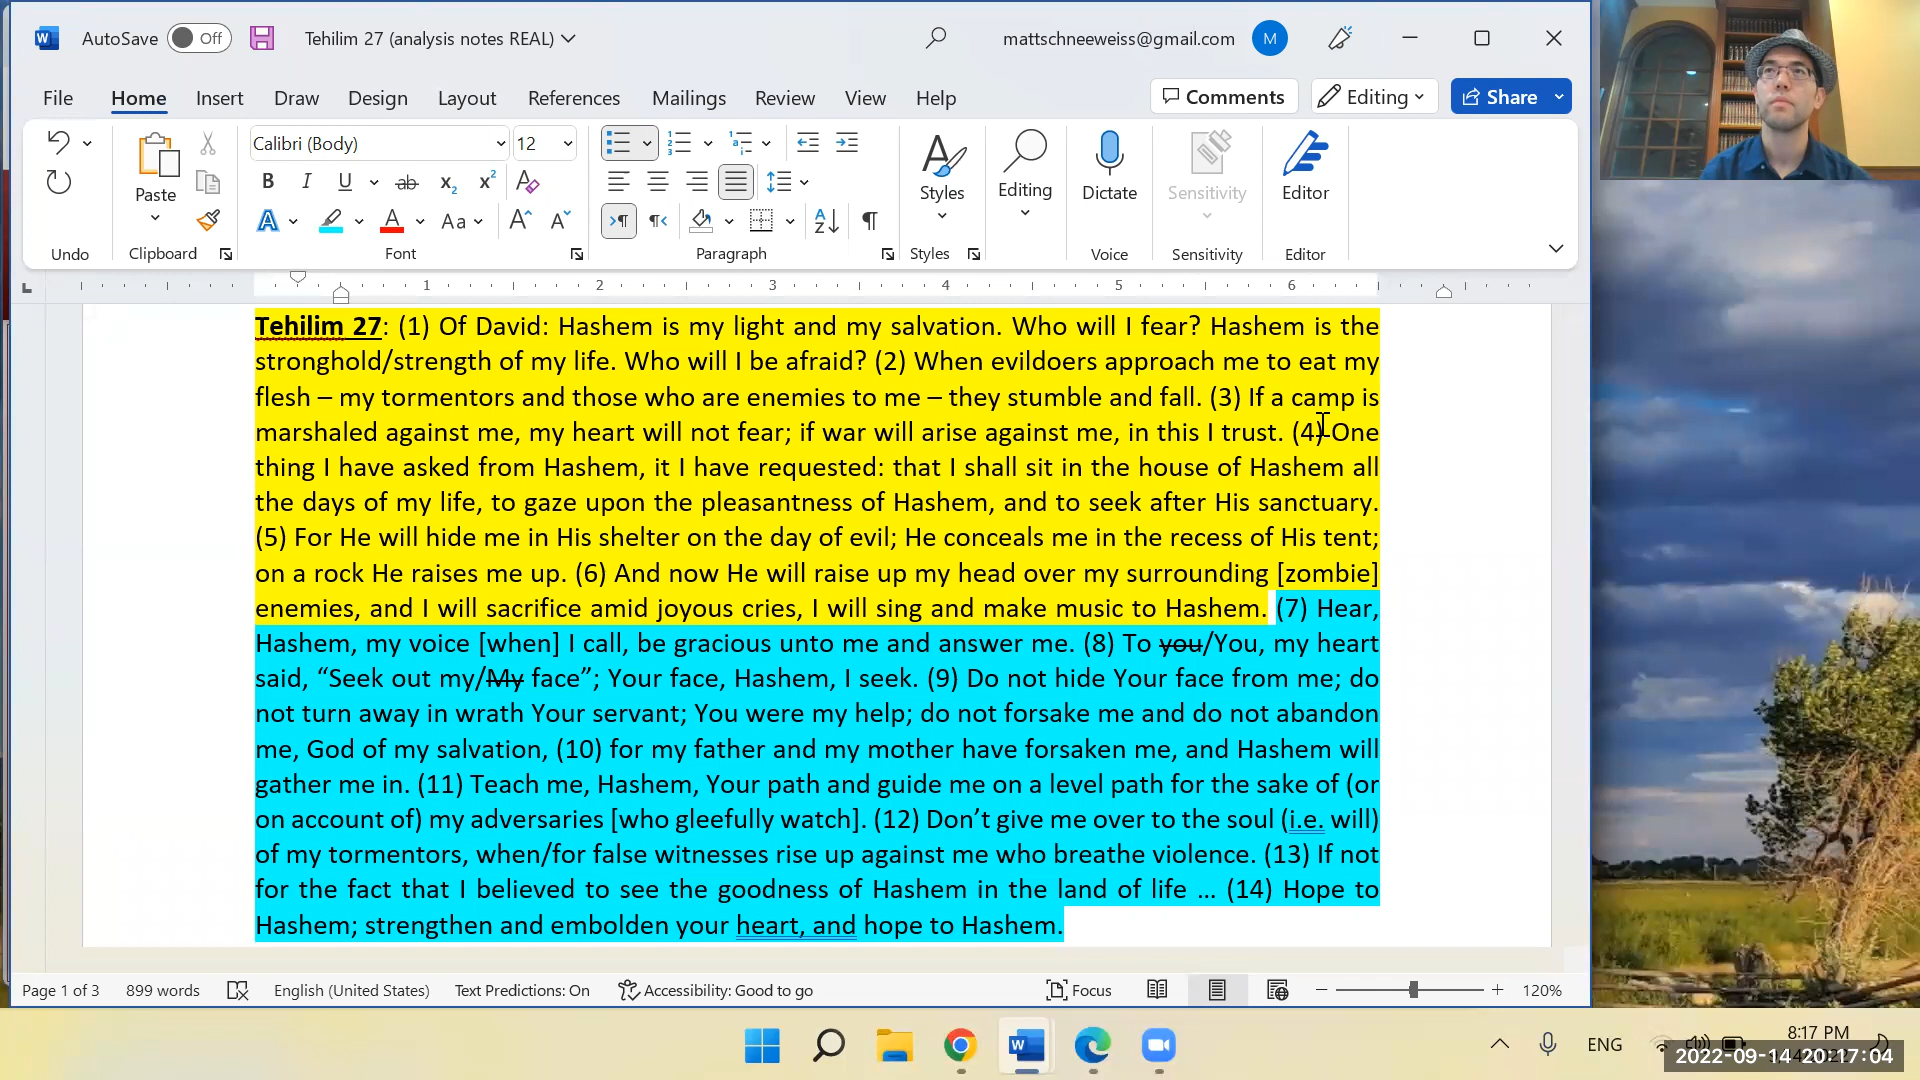 AutoSave Off Tehilim 27 (analysis notes REAL) mattschneeweiss@gmail.com M
File Home Insert Draw Design Layout References Mailings Review View Help Comments Editing Share
Calibri (Body) 12
Paste Styles Editing Dictate Sensitivity Editor
Undo Clipboard Font Paragraph Styles Voice Sensitivity Editor
1 2 3 4 5 6
Tehilim 27: (1) Of David: Hashem is my light and my salvation. Who will I fear? Hashem is the
stronghold/strength of my life. Who will I be afraid? (2) When evildoers approach me to eat my
flesh – my tormentors and those who are enemies to me – they stumble and fall. (3) If a camp is
marshaled against me, my heart will not fear; if war will arise against me, in this I trust. (4) One
thing I have asked from Hashem, it I have requested: that I shall sit in the house of Hashem all
the days of my life, to gaze upon the pleasantness of Hashem, and to seek after His sanctuary.
(5) For He will hide me in His shelter on the day of evil; He conceals me in the recess of His tent;
on a rock He raises me up. (6) And now He will raise up my head over my surrounding [zombie]
enemies, and I will sacrifice amid joyous cries, I will sing and make music to Hashem. (7) Hear,
Hashem, my voice [when] I call, be gracious unto me and answer me. (8) To you/You, my heart
said, “Seek out my/My face”; Your face, Hashem, I seek. (9) Do not hide Your face from me; do
not turn away in wrath Your servant; You were my help; do not forsake me and do not abandon
me, God of my salvation, (10) for my father and my mother have forsaken me, and Hashem will
gather me in. (11) Teach me, Hashem, Your path and guide me on a level path for the sake of (or
on account of) my adversaries [who gleefully watch]. (12) Don’t give me over to the soul (i.e. will)
of my tormentors, when/for false witnesses rise up against me who breathe violence. (13) If not
for the fact that I believed to see the goodness of Hashem in the land of life … (14) Hope to
Hashem; strengthen and embolden your heart, and hope to Hashem.
Page 1 of 3 899 words English (United States) Text Predictions: On Accessibility: Good to go Focus 120%
ENG 8:17 PM
2022-09-14 20:17:04